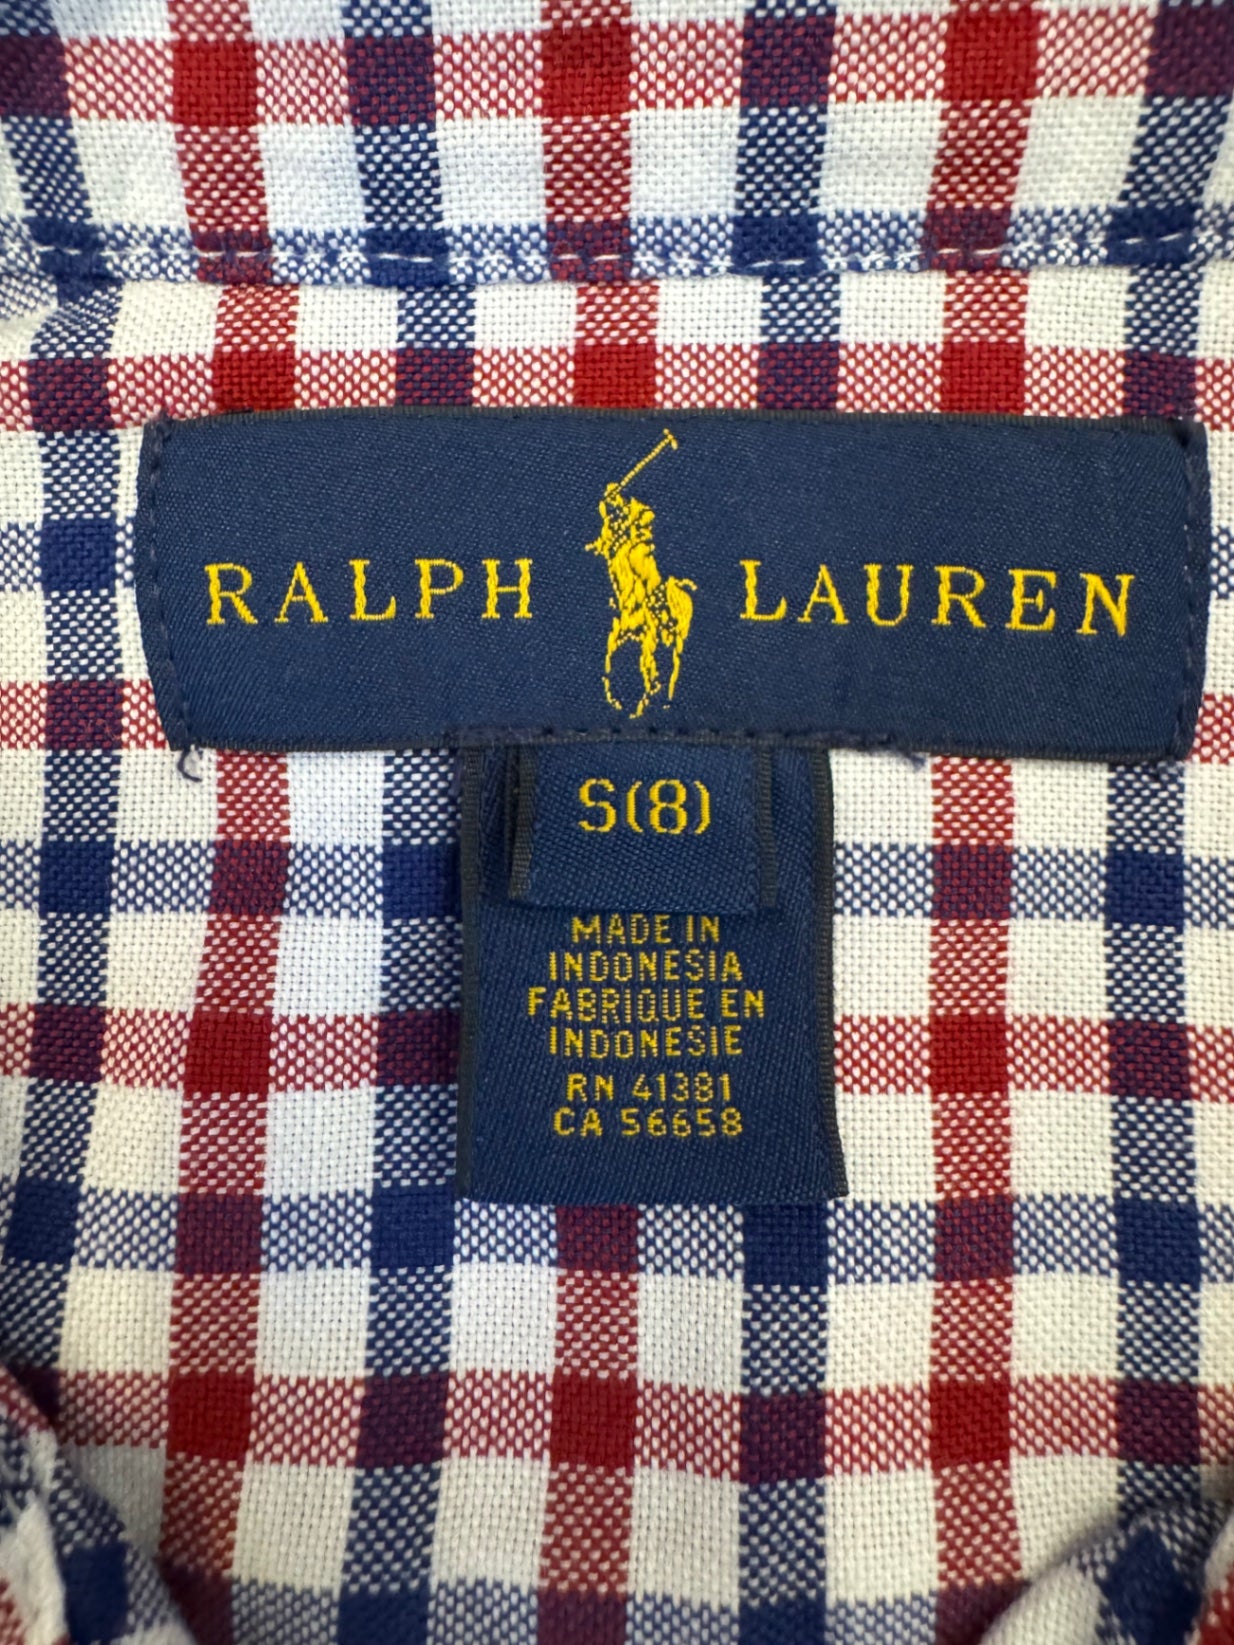 RALPH LAUREN
S(8)
MADE IN
INDONESIA
FABRIQUE EN
INDONESIE
RN 41381
CA 56658